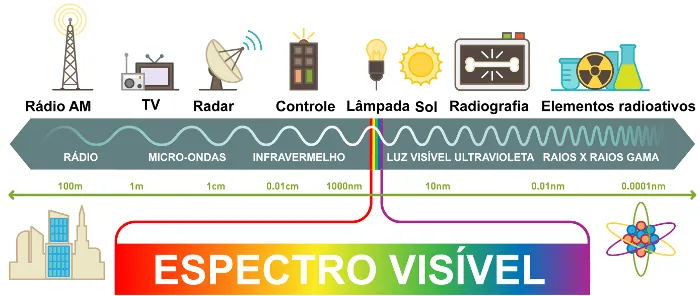 Rádio AM
TV
Radar
Controle
Lâmpada
Sol
Radiografia
Elementos radioativos
RÁDIO
MICRO-ONDAS
INFRAVERMELHO
LUZ VISÍVEL
ULTRAVIOLETA
RAIOS X
RAIOS GAMA
100m
1m
1cm
0.01cm
1000nm
10nm
0.01nm
0.0001nm
ESPECTRO VISÍVEL